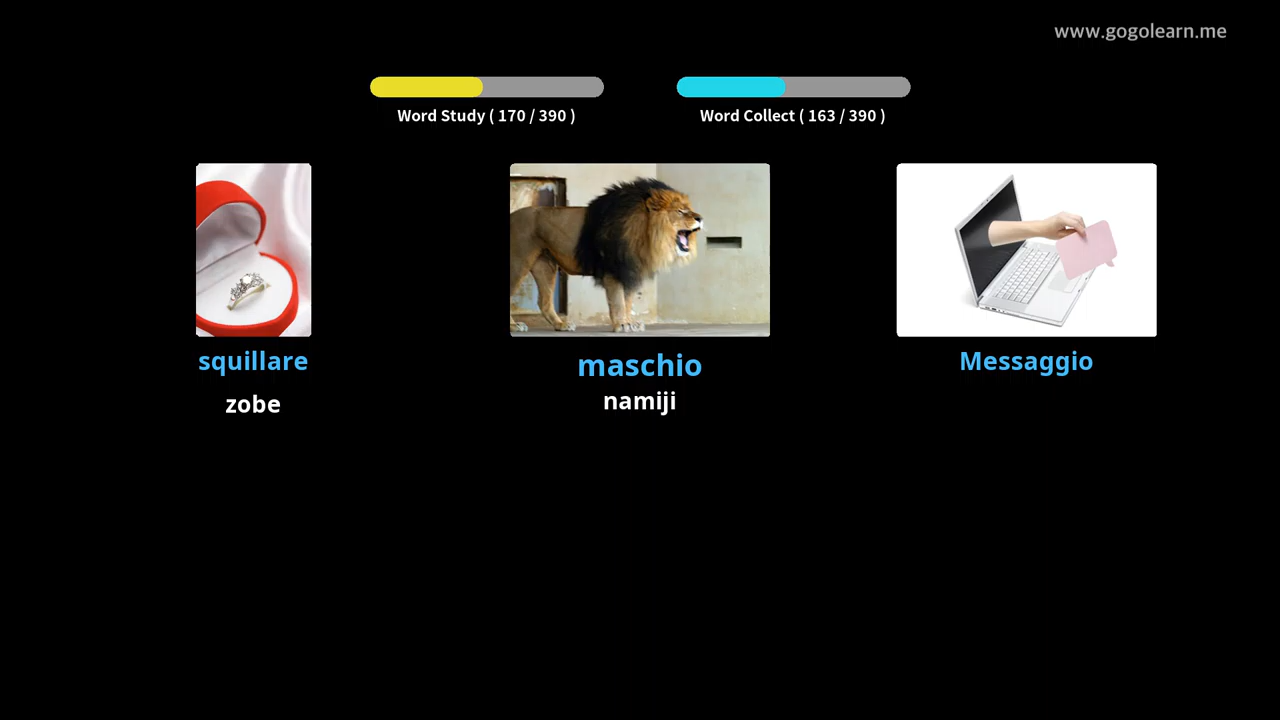 www.gogolearn.me
Word Study ( 170 / 390 )
Word Collect ( 163 / 390 )
squillare
maschio
Messaggio
zobe
namiji